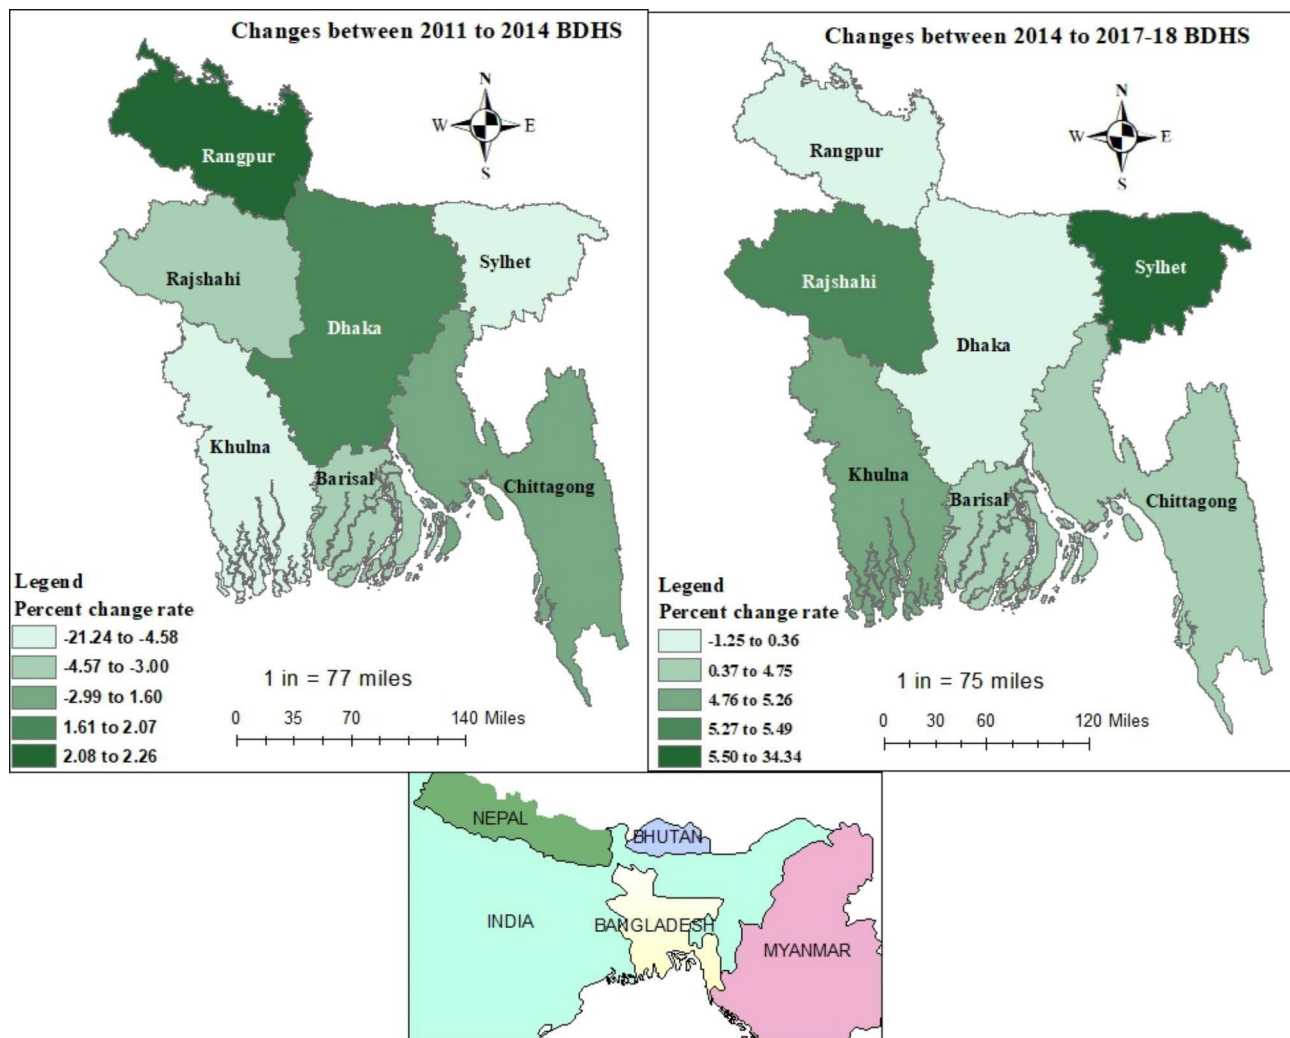 Changes between 2011 to 2014 BDHS
N
W
E
S
Rangpur
Rajshahi
Sylhet
Dhaka
Khulna
Barisal
Chittagong
Legend
Percent change rate
-21.24 to -4.58
-4.57 to -3.00
-2.99 to 1.60
1.61 to 2.07
2.08 to 2.26
1 in = 77 miles
0 35 70 140 Miles
Changes between 2014 to 2017-18 BDHS
N
W
E
S
Rangpur
Rajshahi
Sylhet
Dhaka
Khulna
Barisal
Chittagong
Legend
Percent change rate
-1.25 to 0.36
0.37 to 4.75
4.76 to 5.26
5.27 to 5.49
5.50 to 34.34
1 in = 75 miles
0 30 60 120 Miles
NEPAL
BHUTAN
INDIA
BANGLADESH
MYANMAR